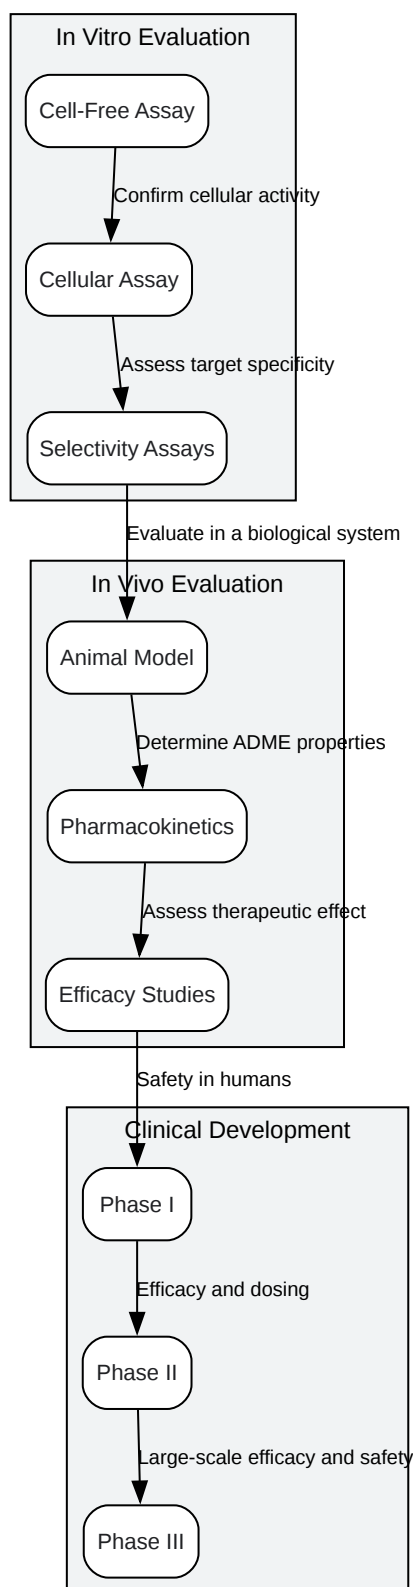 In Vitro Evaluation
Cell-Free Assay
Confirm cellular activity
Cellular Assay
Assess target specificity
Selectivity Assays
Evaluate in a biological system
In Vivo Evaluation
Animal Model
Determine ADME properties
Pharmacokinetics
Assess therapeutic effect
Efficacy Studies
Safety in humans
Clinical Development
Phase I
Efficacy and dosing
Phase II
Large-scale efficacy and safety
Phase III